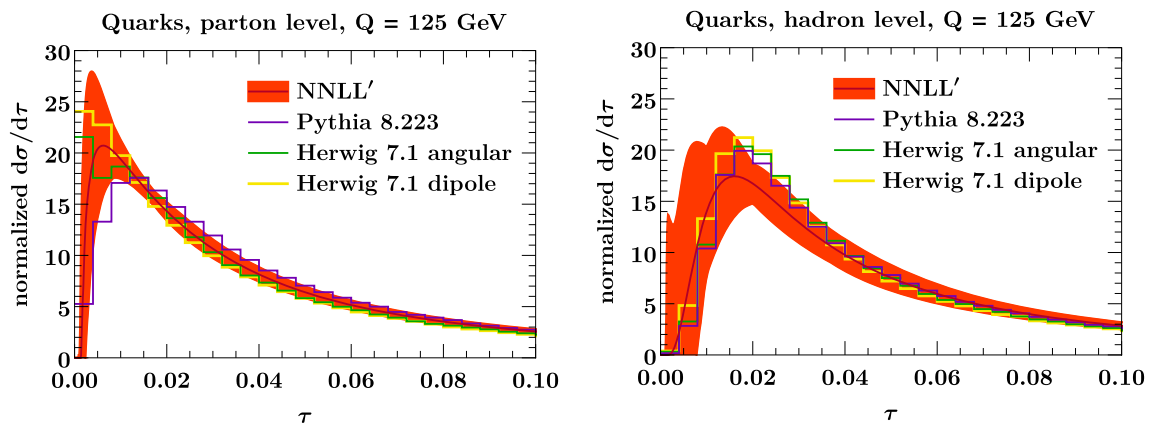 Quarks, parton level, Q = 125 GeV
normalized dσ/dτ
30
25
20
15
10
5
0
NNLL′
Pythia 8.223
Herwig 7.1 angular
Herwig 7.1 dipole
0.00 0.02 0.04 0.06 0.08 0.10
τ
Quarks, hadron level, Q = 125 GeV
normalized dσ/dτ
30
25
20
15
10
5
0
NNLL′
Pythia 8.223
Herwig 7.1 angular
Herwig 7.1 dipole
0.00 0.02 0.04 0.06 0.08 0.10
τ